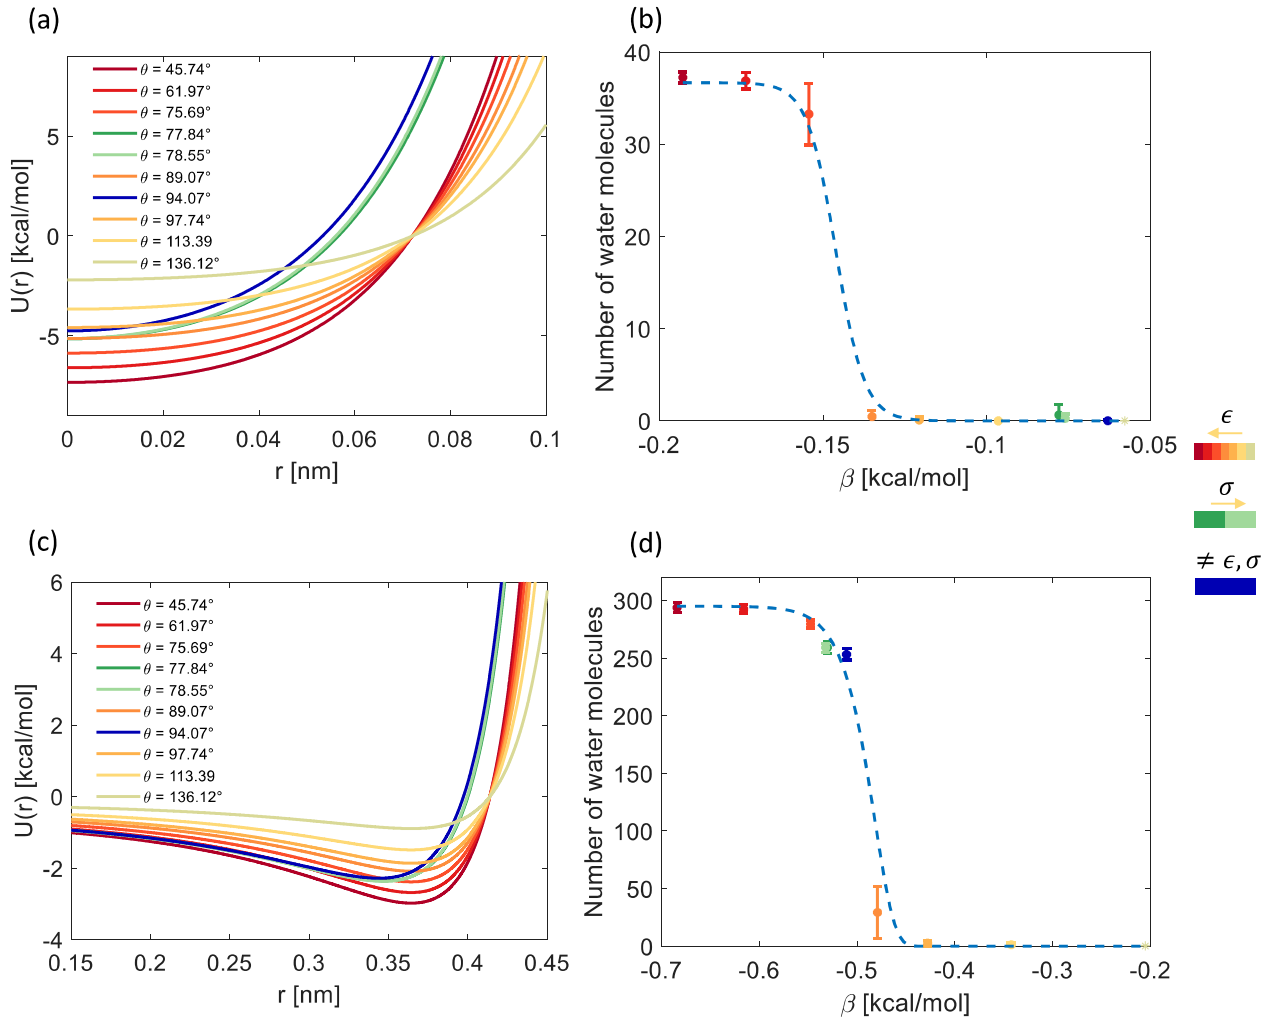 (a)
U(r) [kcal/mol]
5
0
-5
θ = 45.74°
θ = 61.97°
θ = 75.69°
θ = 77.84°
θ = 78.55°
θ = 89.07°
θ = 94.07°
θ = 97.74°
θ = 113.39
θ = 136.12°
0 0.02 0.04 0.06 0.08 0.1
r [nm]
(b)
Number of water molecules
40
30
20
10
0
-0.2 -0.15 -0.1 -0.05
β [kcal/mol]
ϵ
σ
≠ ϵ, σ
(c)
U(r) [kcal/mol]
6
4
2
0
-2
-4
θ = 45.74°
θ = 61.97°
θ = 75.69°
θ = 77.84°
θ = 78.55°
θ = 89.07°
θ = 94.07°
θ = 97.74°
θ = 113.39
θ = 136.12°
0.15 0.2 0.25 0.3 0.35 0.4 0.45
r [nm]
(d)
Number of water molecules
300
250
200
150
100
50
0
-0.7 -0.6 -0.5 -0.4 -0.3 -0.2
β [kcal/mol]